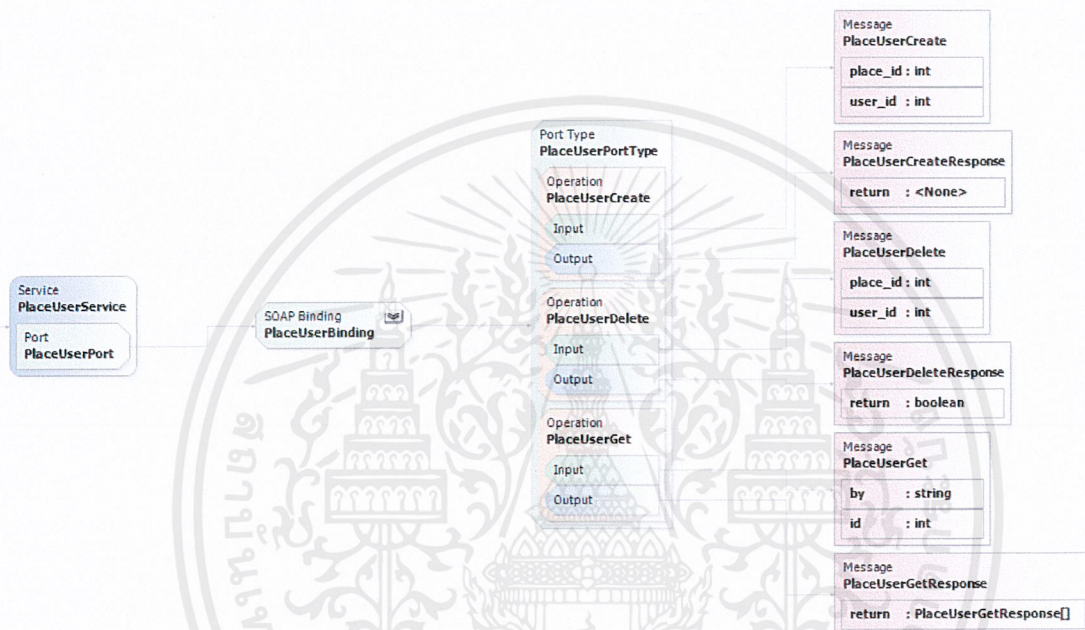 Service
PlaceUserService
Port
PlaceUserPort
SOAP Binding
PlaceUserBinding
Port Type
PlaceUserPortType
Operation
PlaceUserCreate
Input
Output
Operation
PlaceUserDelete
Input
Output
Operation
PlaceUserGet
Input
Output
Message
PlaceUserCreate
place_id : int
user_id : int
Message
PlaceUserCreateResponse
return : <None>
Message
PlaceUserDelete
place_id : int
user_id : int
Message
PlaceUserDeleteResponse
return : boolean
Message
PlaceUserGet
by : string
id : int
Message
PlaceUserGetResponse
return : PlaceUserGetResponse[]